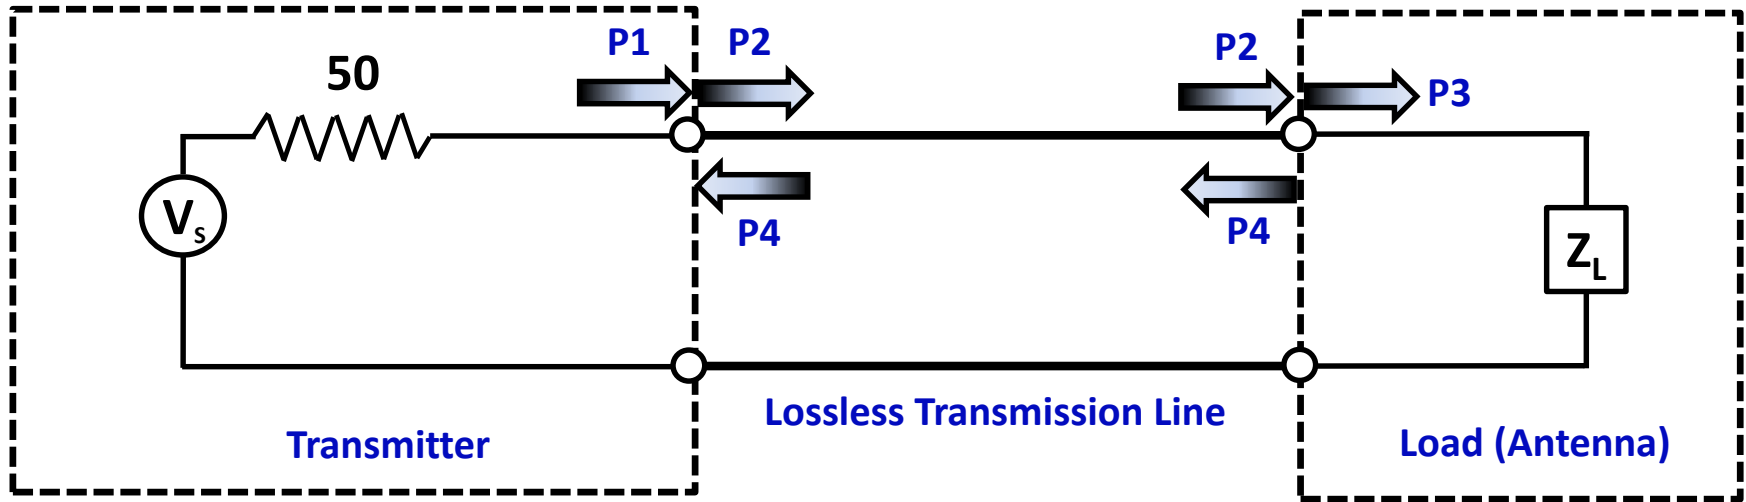 P1
P2
P2
P3
50
P4
P4
Vs
ZL
Lossless Transmission Line
Transmitter
Load (Antenna)